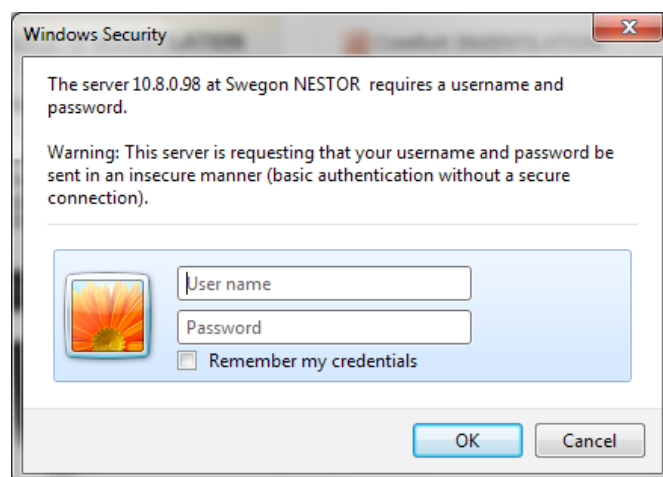 Windows Security
The server 10.8.0.98 at Swegon NESTOR requires a username and
password.
Warning: This server is requesting that your username and password be
sent in an insecure manner (basic authentication without a secure
connection).
User name
Password
Remember my credentials
OK
Cancel